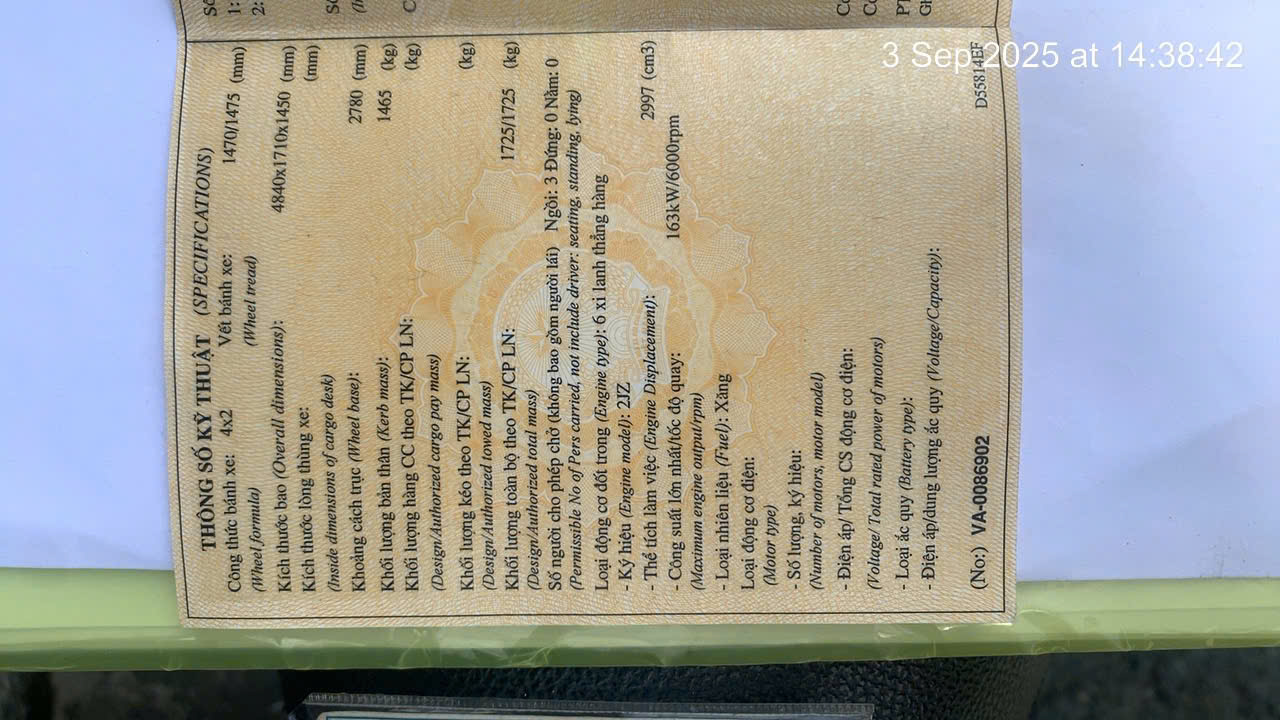 3 Sep 2025 at 14:38:42
THÔNG SỐ KỸ THUẬT (SPECIFICATIONS)
Công thức bánh xe: 4x2 Vết bánh xe: 1470/1475 (mm)
(Wheel formula) (Wheel tread)
Kích thước bao (Overall dimensions): 4840x1710x1450 (mm)
Kích thước lòng thùng xe: (mm)
(Inside dimensions of cargo desk)
Khoảng cách trục (Wheel base): 2780 (mm)
Khối lượng bản thân (Kerb mass): 1465 (kg)
Khối lượng hàng CC theo TK/CP LN: (kg)
(Design/Authorized cargo pay mass)
Khối lượng kéo theo TK/CP LN: (kg)
(Design/Authorized towed mass)
Khối lượng toàn bộ theo TK/CP LN: 1725/1725 (kg)
(Design/Authorized total mass)
Số người cho phép chở (không bao gồm người lái) Ngồi: 3 Đứng: 0 Nằm: 0
(Permissible No of Pers carried, not include driver: seating, standing, lying)
Loại động cơ đốt trong (Engine type): 6 xi lanh thẳng hàng
- Ký hiệu (Engine model): 2JZ
- Thể tích làm việc (Engine Displacement): 2997 (cm3)
- Công suất lớn nhất/tốc độ quay: 163kW/6000rpm
(Maximum engine output/rpm)
- Loại nhiên liệu (Fuel): Xăng
Loại động cơ điện:
(Motor type)
- Số lượng, ký hiệu:
(Number of motors, motor model)
- Điện áp/ Tổng CS động cơ điện:
(Voltage/ Total rated power of motors)
- Loại ắc quy (Battery type):
- Điện áp/dung lượng ắc quy (Voltage/Capacity):
(No:) VA-0086902 D55814EF